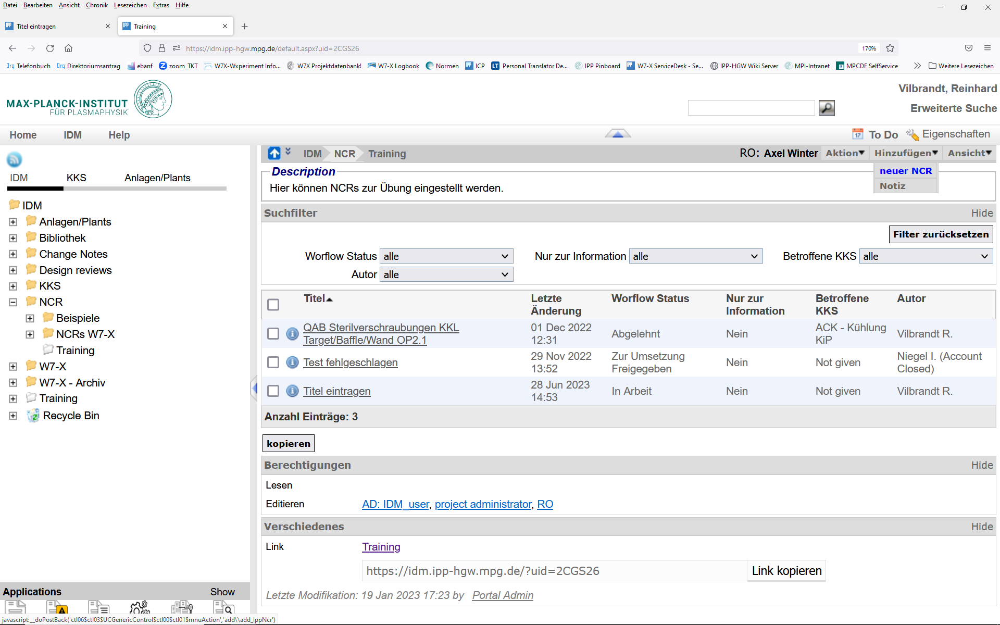 Datei Bearbeiten Ansicht Chronik Lesezeichen Extras Hilfe
Titel eintragen
Training
https://idm.ipp-hgw.mpg.de/default.aspx?uid=2CGS26
170%
Telefonbuch Direktoriumsantrag ebanf zoom_TKT W7X-Wxperiment Info... W7X Projektdatenbank! W7-X Logbook Normen ICP Personal Translator De... IPP Pinboard W7-X ServiceDesk - Se... IPP-HGW Wiki Server MPI-Intranet MPCDF SelfService Weitere Lesezeichen
MAX-PLANCK-INSTITUT
FÜR PLASMAPHYSIK
Vilbrandt, Reinhard
Erweiterte Suche
Home IDM Help
To Do Eigenschaften
IDM KKS Anlagen/Plants
IDM
Anlagen/Plants
Bibliothek
Change Notes
Design reviews
KKS
NCR
Beispiele
NCRs W7-X
Training
W7-X
W7-X - Archiv
Training
Recycle Bin
Applications Show
IDM NCR Training
RO: Axel Winter Aktion Hinzufügen Ansicht
neuer NCR
Notiz
Description
Hier können NCRs zur Übung eingestellt werden.
Suchfilter Hide
Filter zurücksetzen
Worflow Status alle Nur zur Information alle Betroffene KKS alle
Autor alle
Titel Letzte Änderung Worflow Status Nur zur Information Betroffene KKS Autor
QAB Sterilverschraubungen KKL Target/Baffle/Wand OP2.1 01 Dec 2022 12:31 Abgelehnt Nein ACK - Kühlung KiP Vilbrandt R.
Test fehlgeschlagen 29 Nov 2022 13:52 Zur Umsetzung Freigegeben Nein Not given Niegel I. (Account Closed)
Titel eintragen 28 Jun 2023 14:53 In Arbeit Nein Not given Vilbrandt R.
Anzahl Einträge: 3
kopieren
Berechtigungen Hide
Lesen
Editieren AD: IDM_user, project administrator, RO
Verschiedenes Hide
Link Training
https://idm.ipp-hgw.mpg.de/?uid=2CGS26 Link kopieren
Letzte Modifikation: 19 Jan 2023 17:23 by Portal Admin
javascript:__doPostBack('ctl06$ctl03$UCGenericControl$ctl00$ctl01$mnuAction','add\\add_IppNcr')